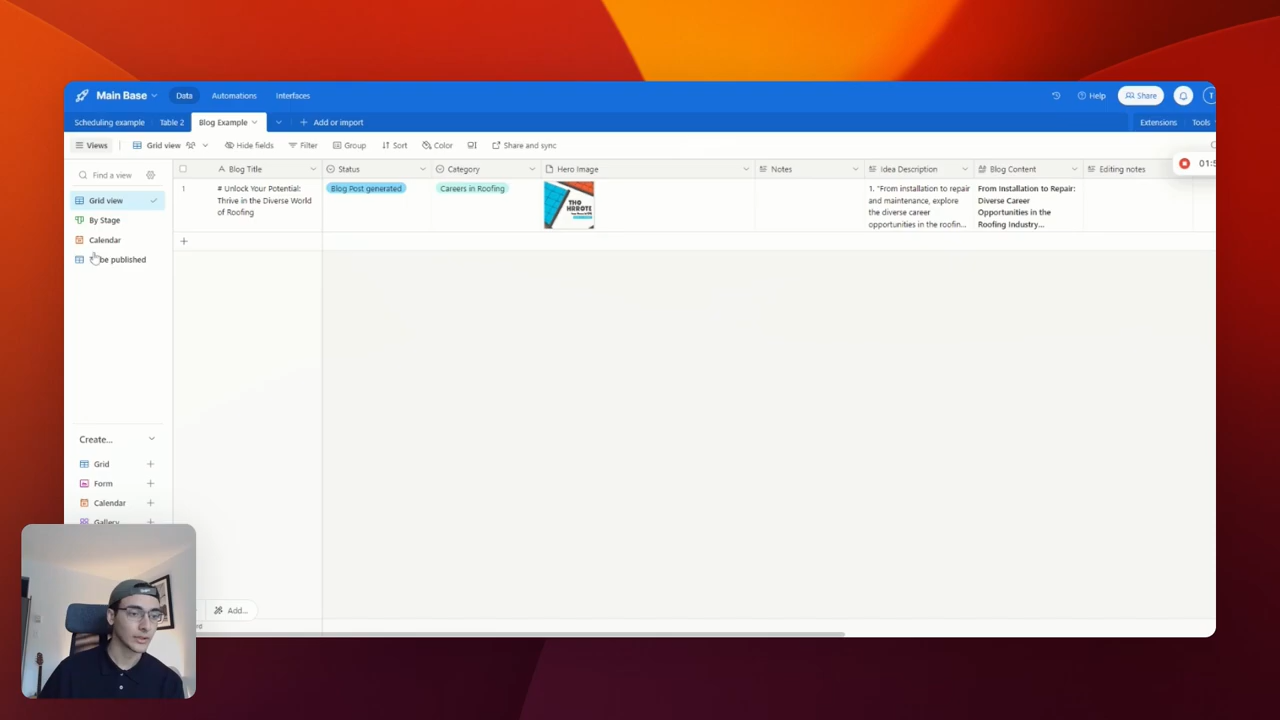 Main Base
Data
Automations
Interfaces
Help
Share
T
Scheduling example
Table 2
Blog Example
Add or import
Extensions
Tools
Views
Grid view
Hide fields
Filter
Group
Sort
Color
Share and sync
01:5
Find a view
Blog Title
Status
Category
Hero Image
Notes
Idea Description
Blog Content
Editing notes
Grid view
By Stage
Calendar
be published
1
# Unlock Your Potential:
Thrive in the Diverse World
of Roofing
Blog Post generated
Careers in Roofing
THO
HRROTE
1. "From installation to repair
and maintenance, explore
the diverse career
opportunities in the roofin...
From Installation to Repair:
Diverse Career
Opportunities in the
Roofing Industry...
Create...
Grid
Form
Calendar
Gallery
Add...